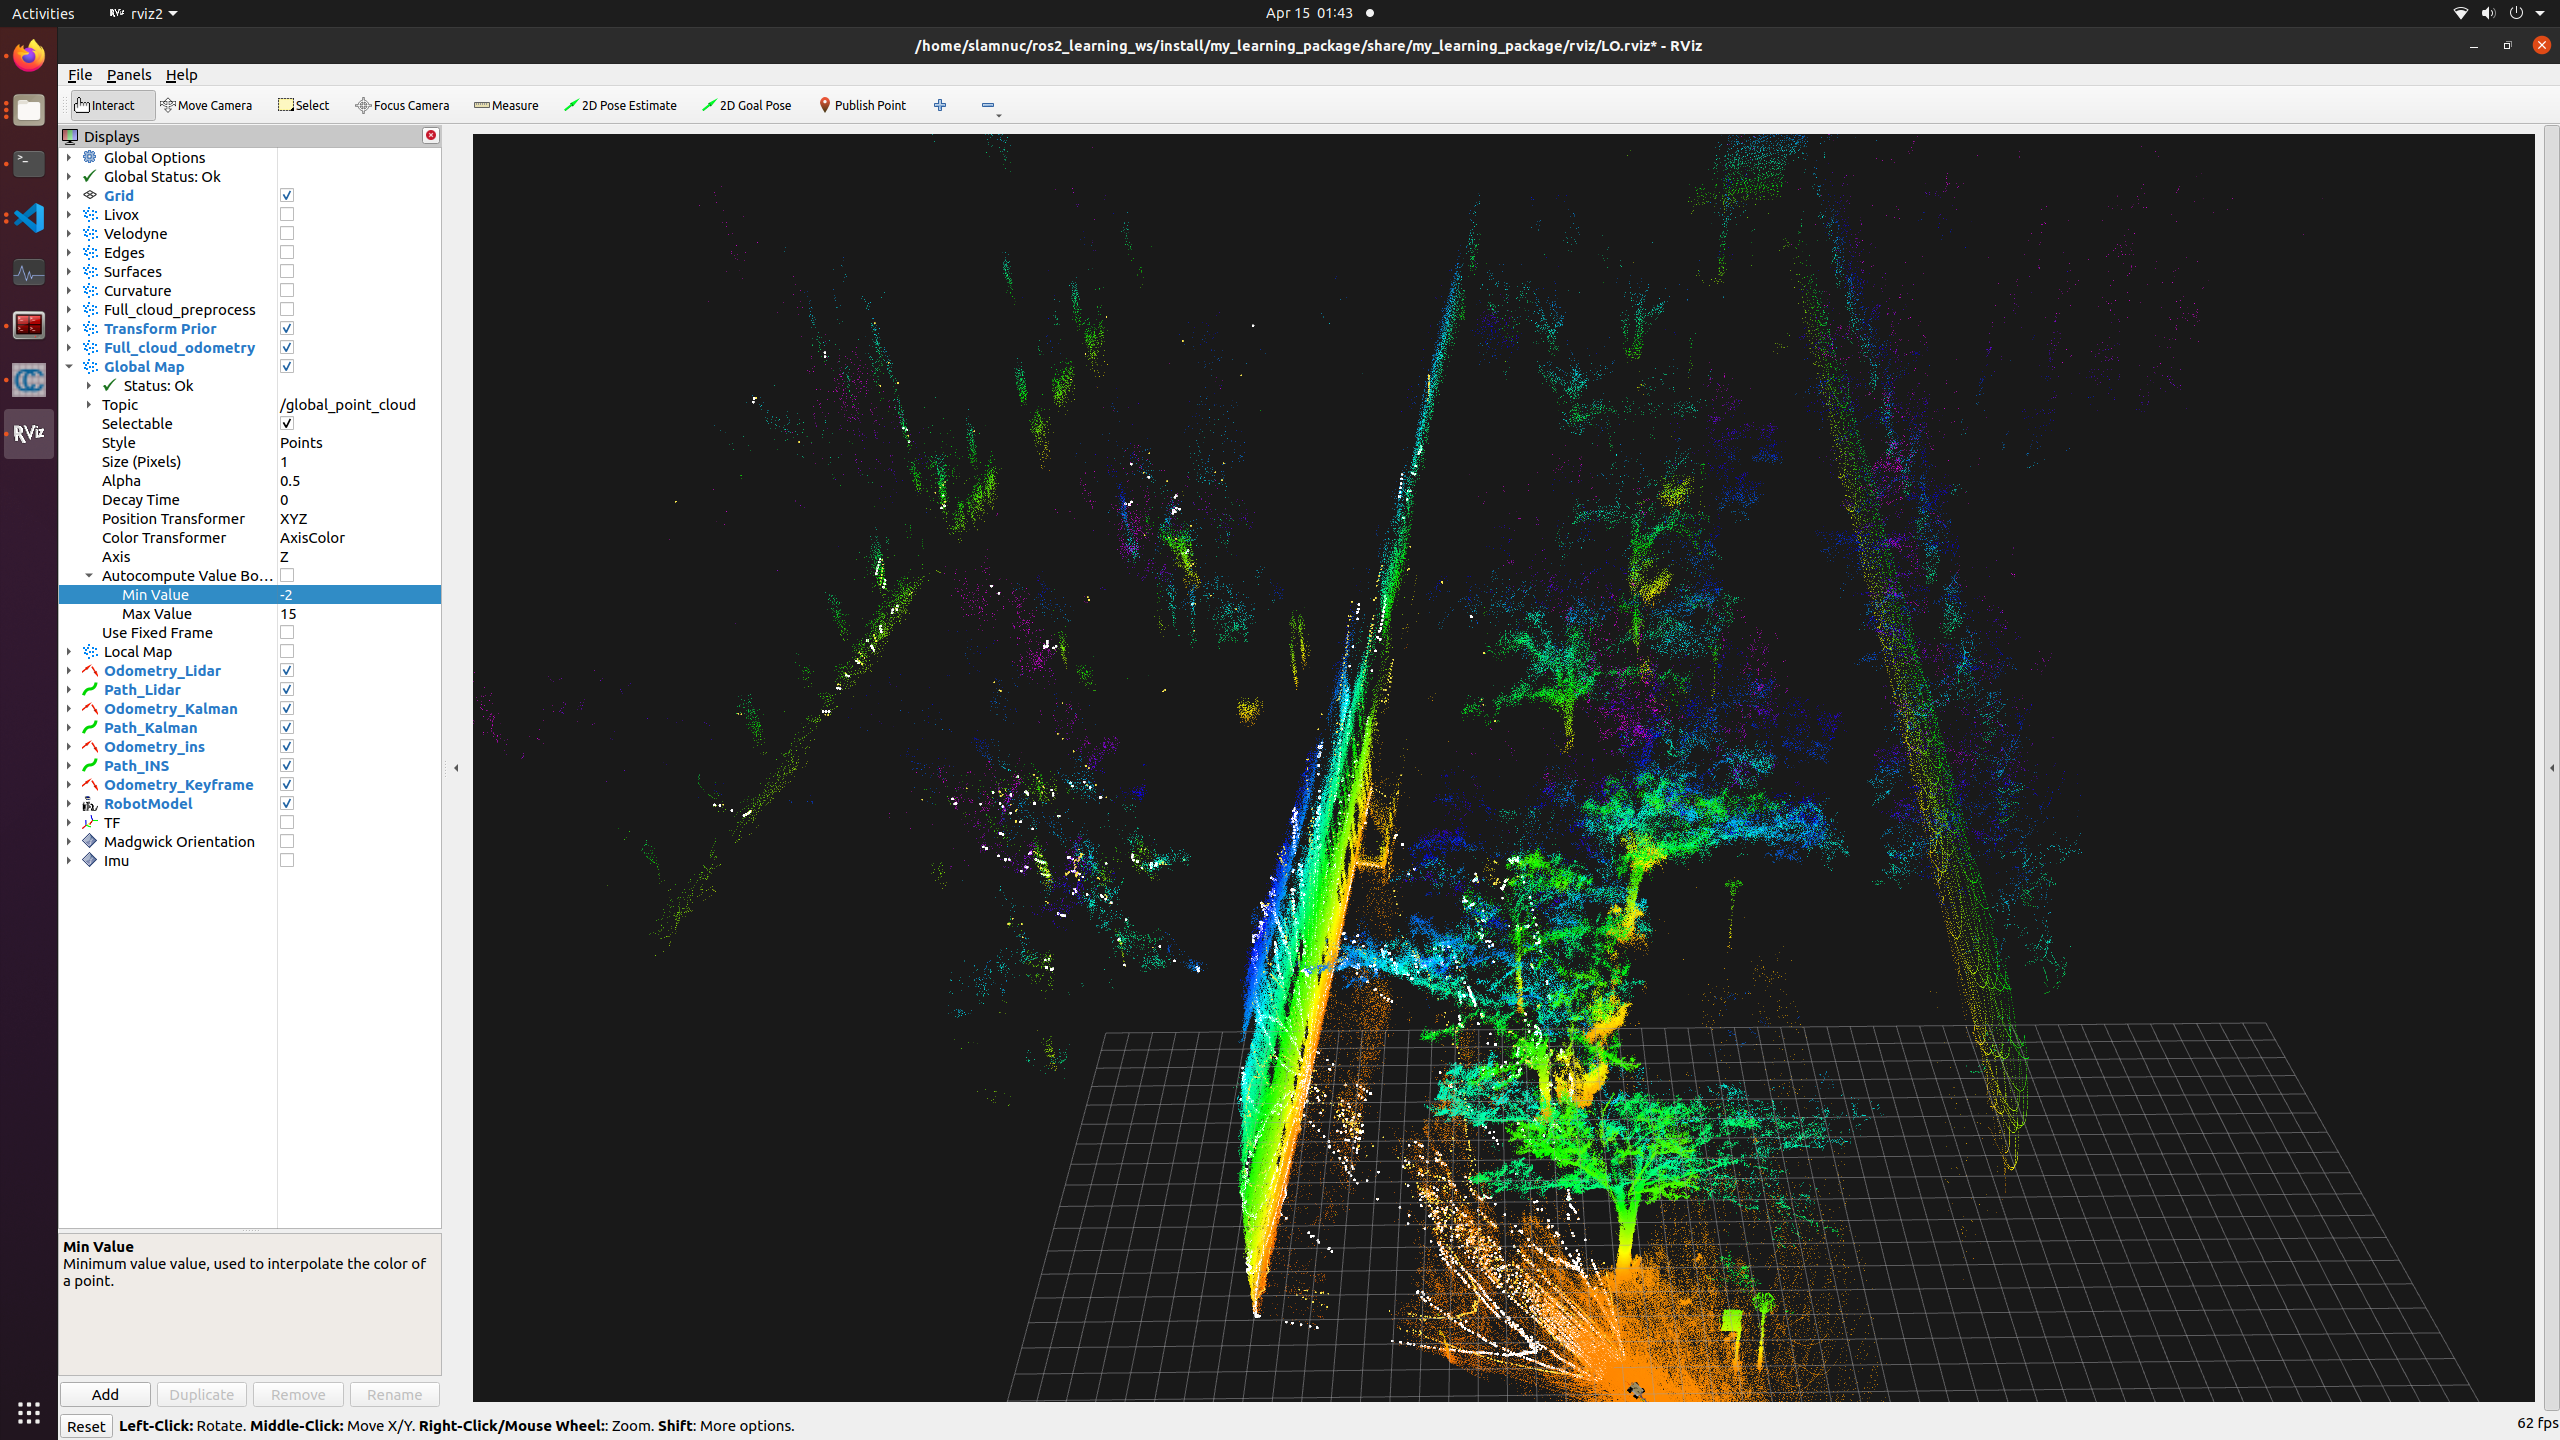 Activities
RViz rviz2
Apr 15 01:43
/home/slamnuc/ros2_learning_ws/install/my_learning_package/share/my_learning_package/rviz/LO.rviz* - RViz
File Panels Help
Interact Move Camera Select Focus Camera Measure 2D Pose Estimate 2D Goal Pose Publish Point
Displays
Global Options
Global Status: Ok
Grid
Livox
Velodyne
Edges
Surfaces
Curvature
Full_cloud_preprocess
Transform Prior
Full_cloud_odometry
Global Map
Status: Ok
Topic /global_point_cloud
Selectable
Style Points
Size (Pixels) 1
Alpha 0.5
Decay Time 0
Position Transformer XYZ
Color Transformer AxisColor
Axis Z
Autocompute Value Bo...
Min Value -2
Max Value 15
Use Fixed Frame
Local Map
Odometry_Lidar
Path_Lidar
Odometry_Kalman
Path_Kalman
Odometry_ins
Path_INS
Odometry_Keyframe
RobotModel
TF
Madgwick Orientation
Imu
RViz
Min Value
Minimum value value, used to interpolate the color of
a point.
Add Duplicate Remove Rename
Reset Left-Click: Rotate. Middle-Click: Move X/Y. Right-Click/Mouse Wheel:: Zoom. Shift: More options.
62 fps